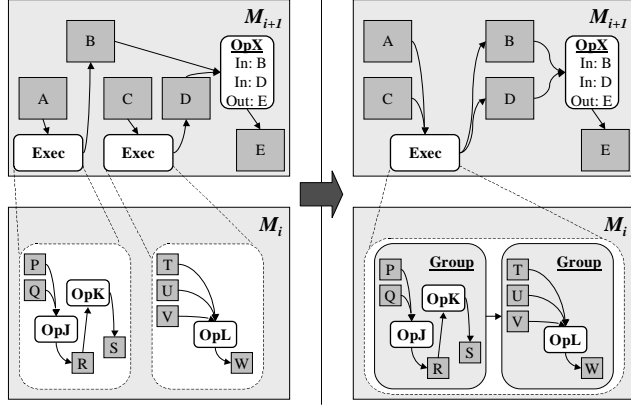 M_{i+1}
B
OpX
In: B
In: D
Out: E
A
C
D
Exec
Exec
E
M_i
P
Q
OpK
OpJ
R
S
T
U
V
OpL
W
M_{i+1}
A
B
OpX
In: B
In: D
Out: E
C
D
Exec
E
M_i
Group
P
Q
OpK
OpJ
R
S
Group
T
U
V
OpL
W